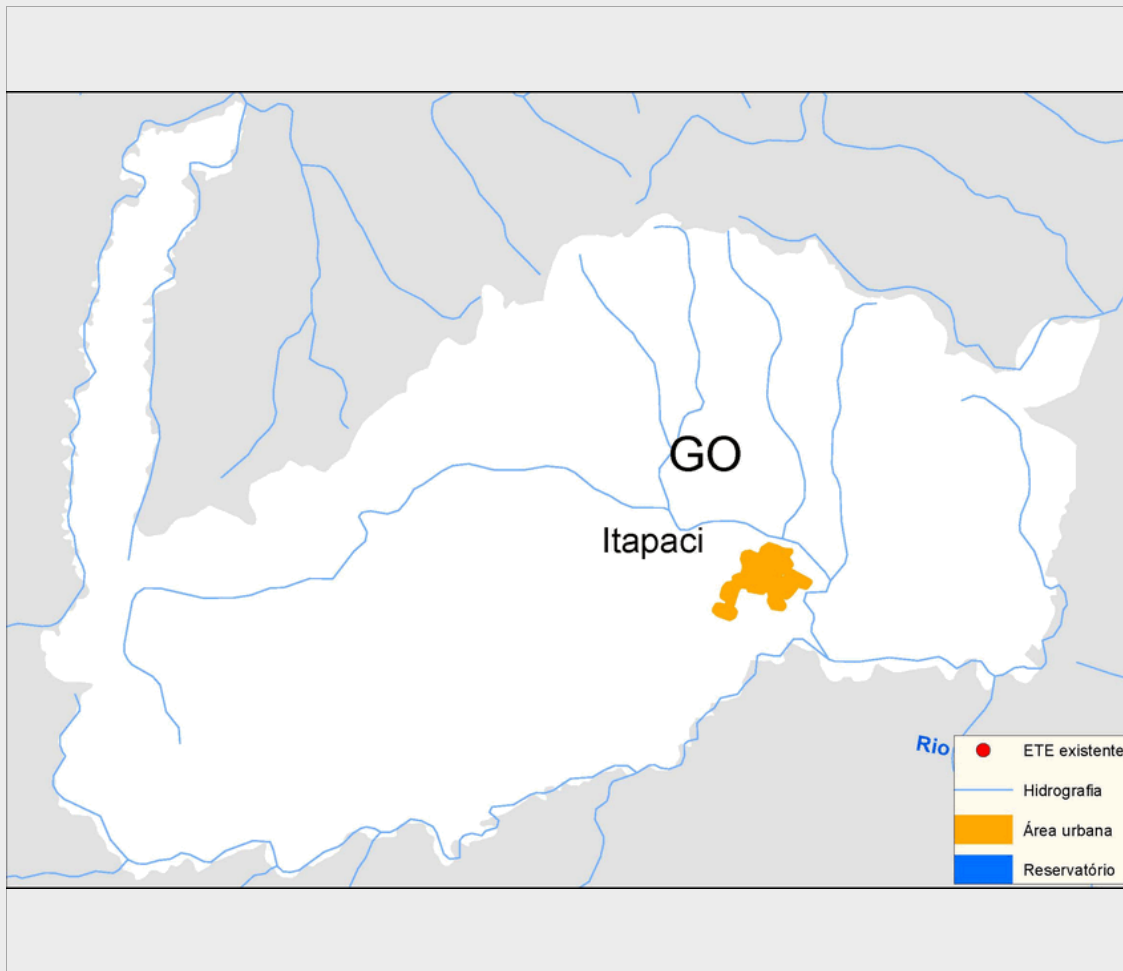 GO
Itapaci
Rio
ETE existente
Hidrografia
Área urbana
Reservatório